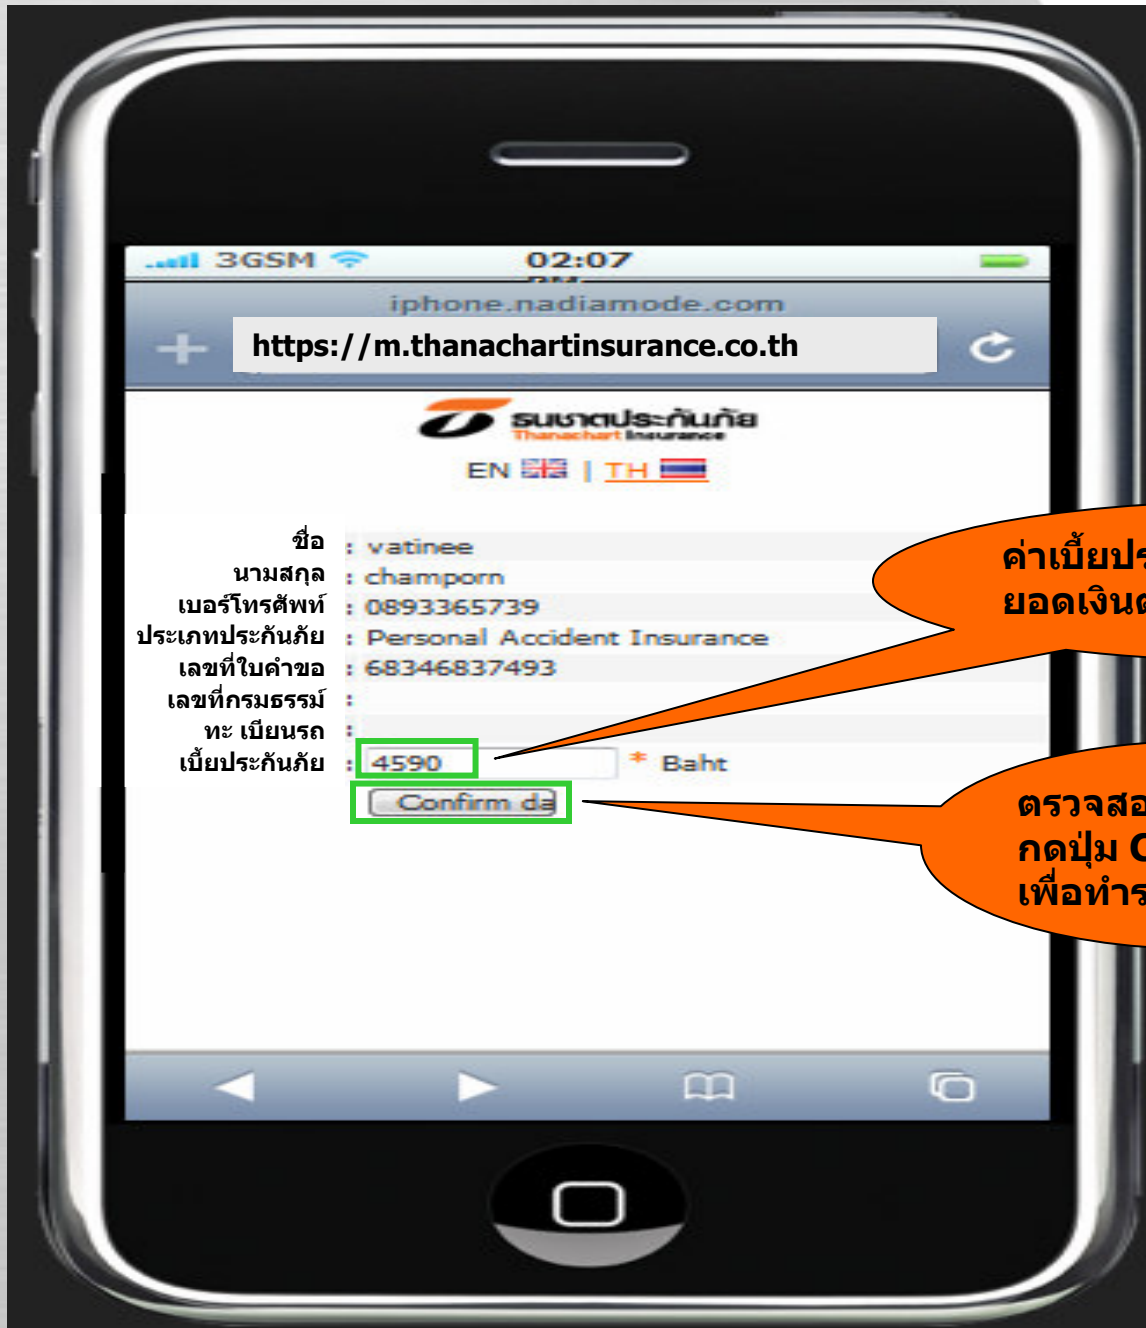 3GSM 02:07
iphone.nadiamode.com
https://m.thanachartinsurance.co.th
ธนชาตประกันภัย
Thanachart Insurance
EN | TH
ชื่อ : vatinee
นามสกุล : champorn
เบอร์โทรศัพท์ : 0893365739
ประเภทประกันภัย : Personal Accident Insurance
เลขที่ใบคำขอ : 68346837493
เลขที่กรมธรรม์ :
ทะ เบียนรถ :
เบี้ยประกันภัย : 4590 * Baht
Confirm da
ค่าเบี้ยประ
ยอดเงิน
ตรวจสอ
กดปุ่ม C
เพื่อทำร